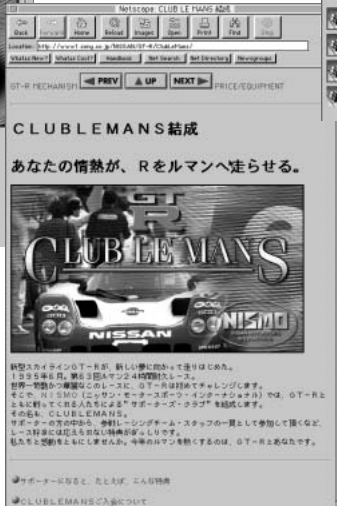 Netscape: CLUB LE MANS 結成
Back Forward Home Reload Images Open Print Find Stop
Location: http://www1.
What's New? What's Cool? Handbook Net Search Net Directory Newsgroups
GT-R MECHANISM PREV UP NEXT PRICE/EQUIPMENT
CLUBLEMANS結成
あなたの情熱が、Rをルマンへ走らせる。
GT
R
CLUB LE MANS
NISSAN
NISMO
新型スカイラインGT-Rが、新しい夢に向かって走りはじめた。
1995年6月。第63回ルマン24時間耐久レース。
世界一苛酷かつ華麗なこのレースに、GT-Rは初めてチャレンジします。
そこで、NISMO(ニッサン・モータースポーツ・インターナショナル)では、GT-Rと
ともに戦ってくれる人たちによる"サポーターズ・クラブ"を結成します。
その名も、CLUBLEMANS。
サポーターの方の中から、参戦レーシングチーム・スタッフの一員として参加して頂くなど、
レース好きには応えられない特典がぎっしりです。
私たちと感動をともにしませんか。今年のルマンを熱くするのは、GT-Rとあなたです。
サポーターになると、たとえば、こんな特典
CLUBLEMANSご入会について